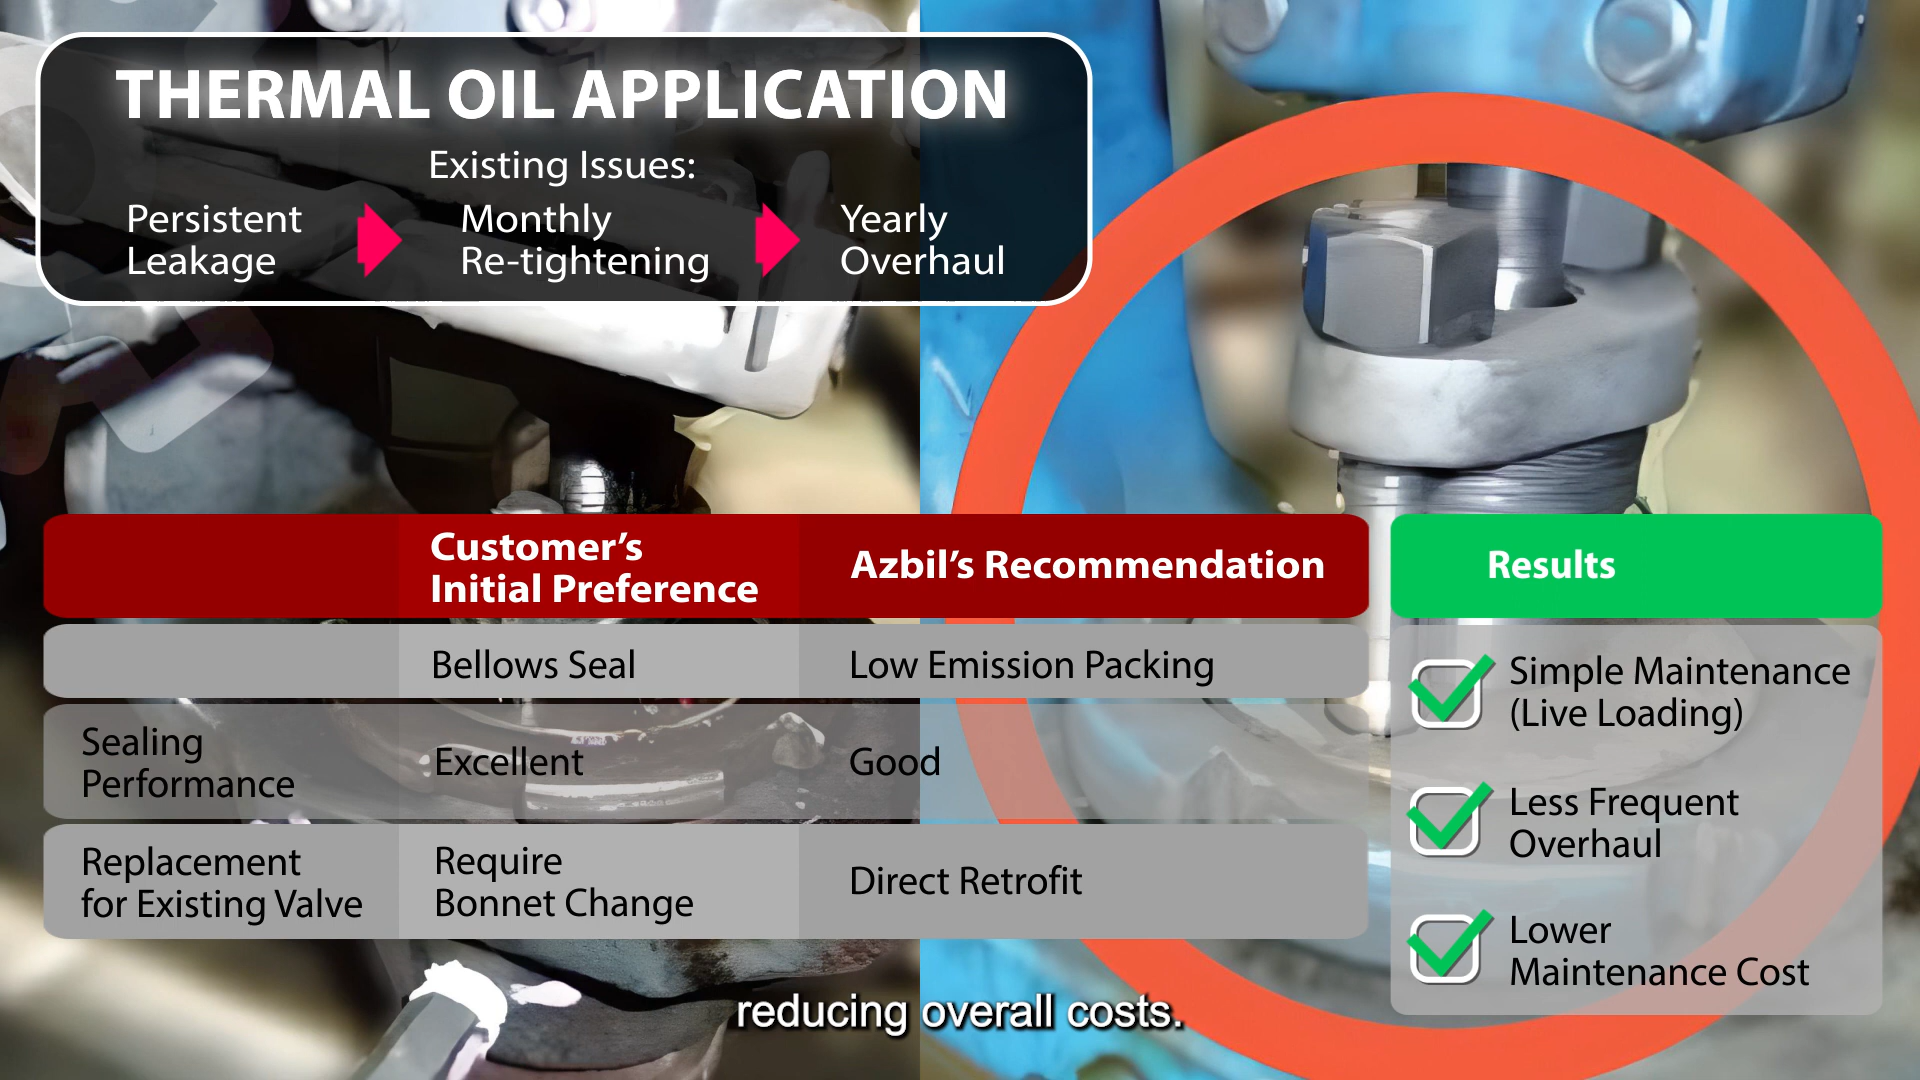 THERMAL OIL APPLICATION
Existing Issues:
Persistent
Leakage
Monthly
Re-tightening
Yearly
Overhaul
Customer’s
Initial Preference
Azbil’s Recommendation
Bellows Seal
Low Emission Packing
Sealing
Performance
Excellent
Good
Replacement
for Existing Valve
Require
Bonnet Change
Direct Retrofit
Results
Simple Maintenance
(Live Loading)
Less Frequent
Overhaul
Lower
Maintenance Cost
reducing overall costs.